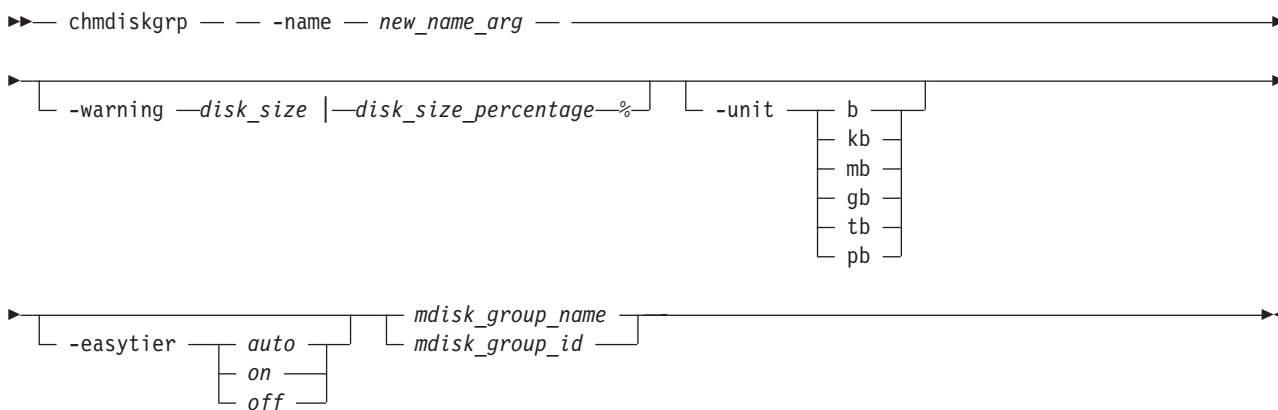 chmdiskgrp -name new_name_arg
-warning disk_size | disk_size_percentage % -unit b
kb
mb
gb
tb
pb
mdisk_group_name
-easytier auto mdisk_group_id
on
off